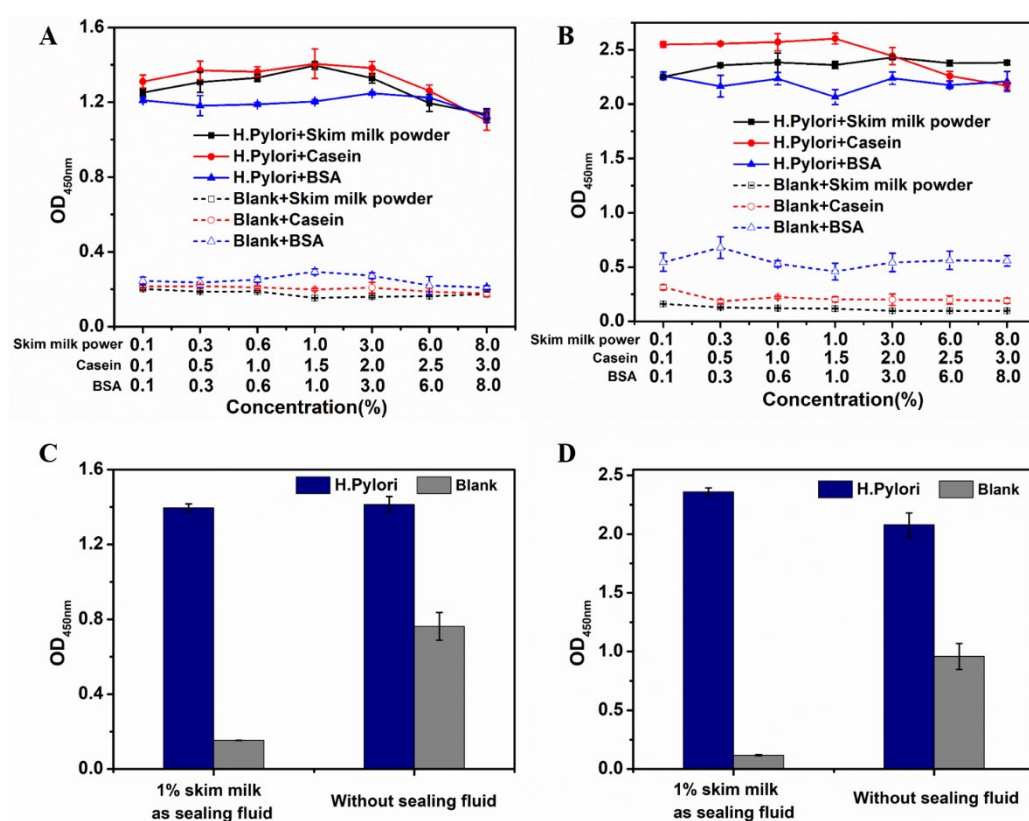 A
1.6
1.2
0.8
0.4
0.0
OD450nm
H.Pylori+Skim milk powder
H.Pylori+Casein
H.Pylori+BSA
Blank+Skim milk powder
Blank+Casein
Blank+BSA
Skim milk power 0.1 0.3 0.6 1.0 3.0 6.0 8.0
Casein 0.1 0.5 1.0 1.5 2.0 2.5 3.0
BSA 0.1 0.3 0.6 1.0 3.0 6.0 8.0
Concentration(%)
B
2.5
2.0
1.5
1.0
0.5
0.0
OD450nm
H.Pylori+Skim milk powder
H.Pylori+Casein
H.Pylori+BSA
Blank+Skim milk powder
Blank+Casein
Blank+BSA
Skim milk power 0.1 0.3 0.6 1.0 3.0 6.0 8.0
Casein 0.1 0.5 1.0 1.5 2.0 2.5 3.0
BSA 0.1 0.3 0.6 1.0 3.0 6.0 8.0
Concentration(%)
C
1.6
1.2
0.8
0.4
0.0
OD450nm
H.Pylori Blank
1% skim milk
as sealing fluid
Without sealing fluid
D
2.5
2.0
1.5
1.0
0.5
0.0
OD450nm
H.Pylori Blank
1% skim milk
as sealing fluid
Without sealing fluid